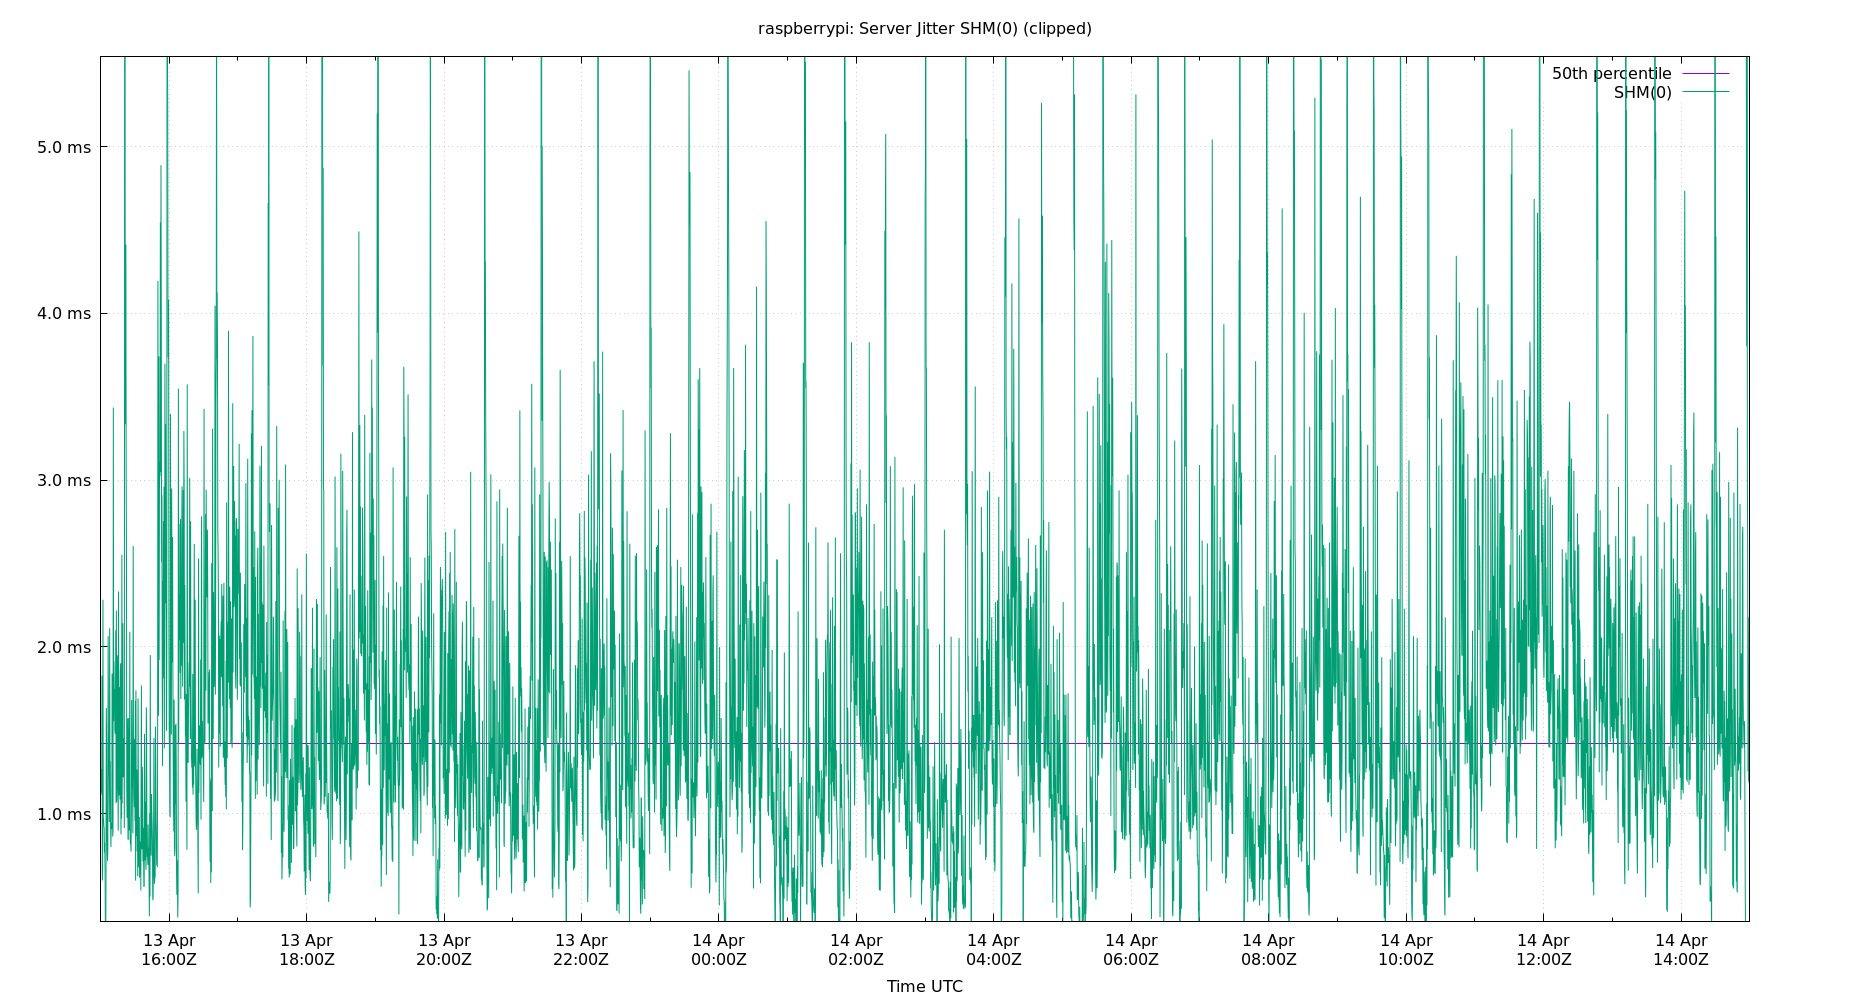 raspberrypi: Server Jitter SHM(0) (clipped)
50th percentile
SHM(0)
5.0 ms
4.0 ms
3.0 ms
2.0 ms
1.0 ms
13 Apr 13 Apr 13 Apr 13 Apr 14 Apr 14 Apr 14 Apr 14 Apr 14 Apr 14 Apr 14 Apr 14 Apr
16:00Z 18:00Z 20:00Z 22:00Z 00:00Z 02:00Z 04:00Z 06:00Z 08:00Z 10:00Z 12:00Z 14:00Z
Time UTC